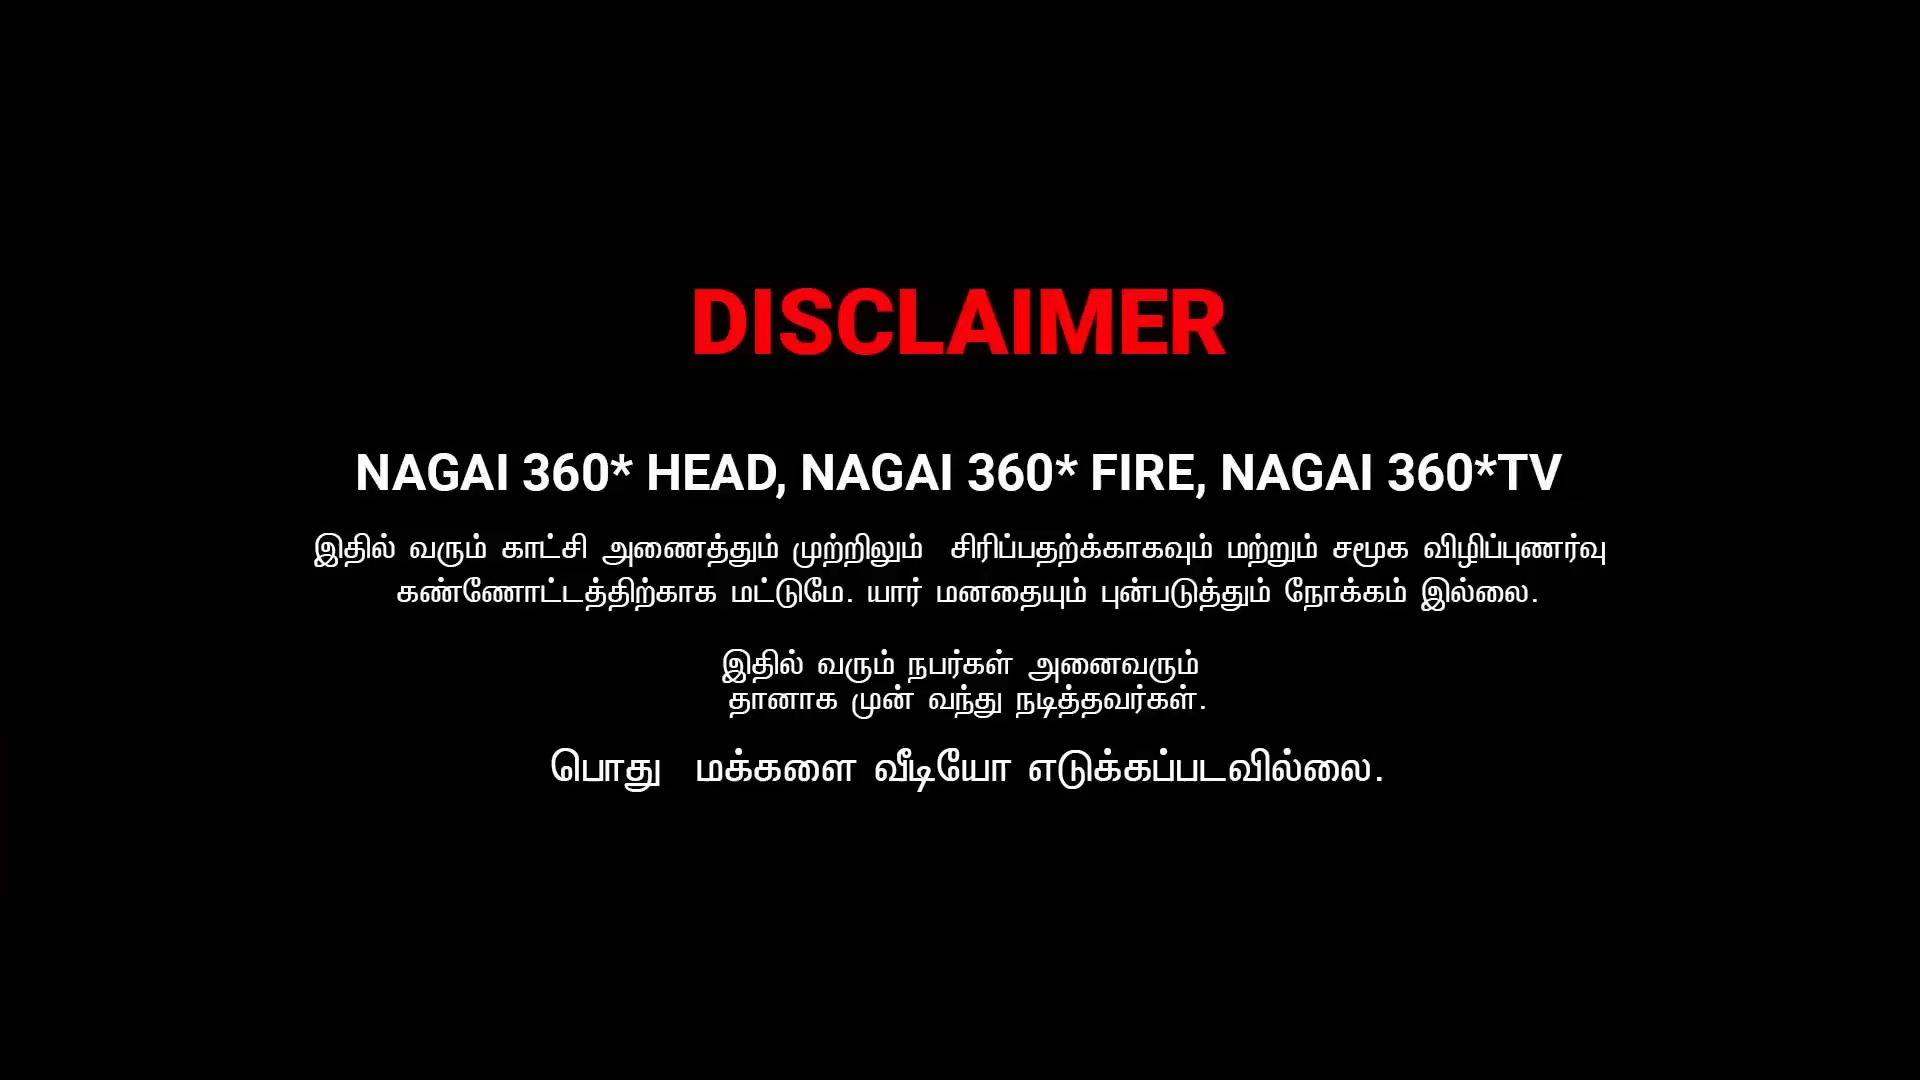 DISCLAIMER
NAGAI 360* HEAD, NAGAI 360* FIRE, NAGAI 360*TV
இதில் வரும் காட்சி அணைத்தும் முற்றிலும் சிரிப்பதற்க்காகவும் மற்றும் சமூக விழிப்புணர்வு
கண்ணோட்டத்திற்காக மட்டுமே. யார் மனதையும் புன்படுத்தும் நோக்கம் இல்லை.
இதில் வரும் நபர்கள் அனைவரும்
தானாக முன் வந்து நடித்தவர்கள்.
பொது மக்களை வீடியோ எடுக்கப்படவில்லை.